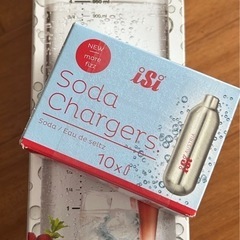 NEW
more
fizz
iSi
Soda
Chargers
Soda / Eau de seltz
10x